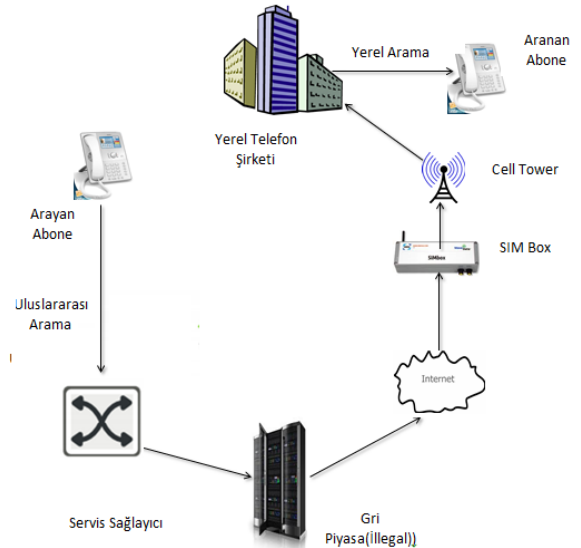 Yerel Arama
Aranan
Abone
Yerel Telefon
Şirketi
Cell Tower
Arayan
Abone
SIM Box
SIMbox
Uluslararası
Arama
Internet
Servis Sağlayıcı
Gri
Piyasa(İllegal))